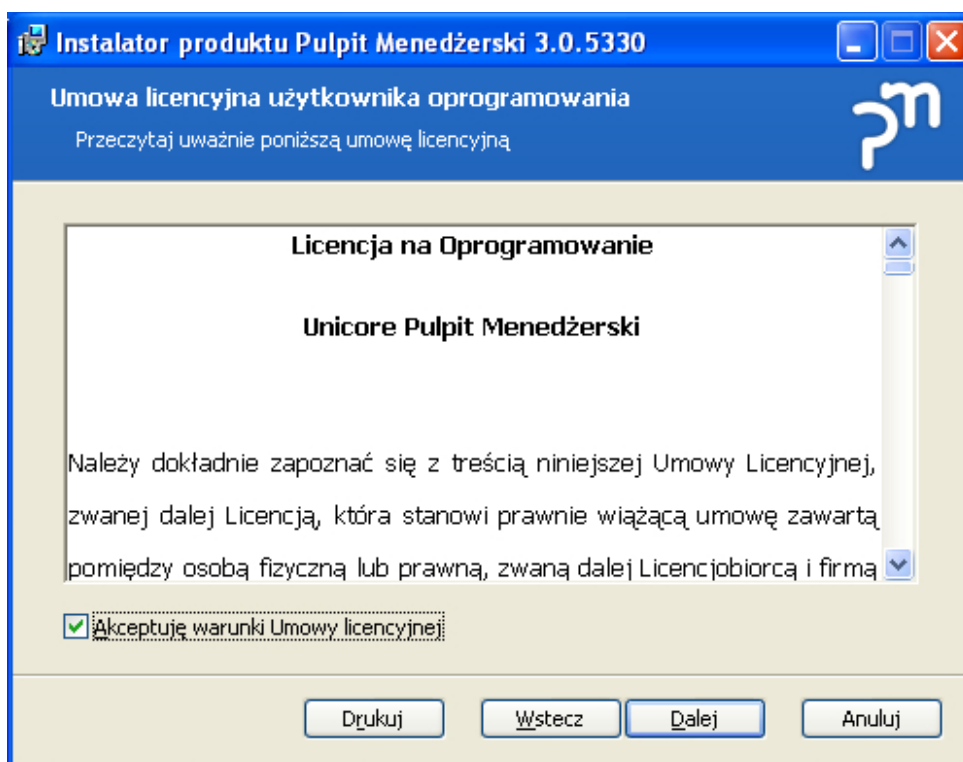 Instalator produktu Pulpit Menedżerski 3.0.5330
Umowa licencyjna użytkownika oprogramowania
Przeczytaj uważnie poniższą umowę licencyjną
pm
Licencja na Oprogramowanie
Unicore Pulpit Menedżerski
Należy dokładnie zapoznać się z treścią niniejszej Umowy Licencyjnej,
zwanej dalej Licencją, która stanowi prawnie wiążącą umowę zawartą
pomiędzy osobą fizyczną lub prawną, zwaną dalej Licencjobiorcą i firmą
Akceptuję warunki Umowy licencyjnej
Drukuj Wstecz Dalej Anuluj